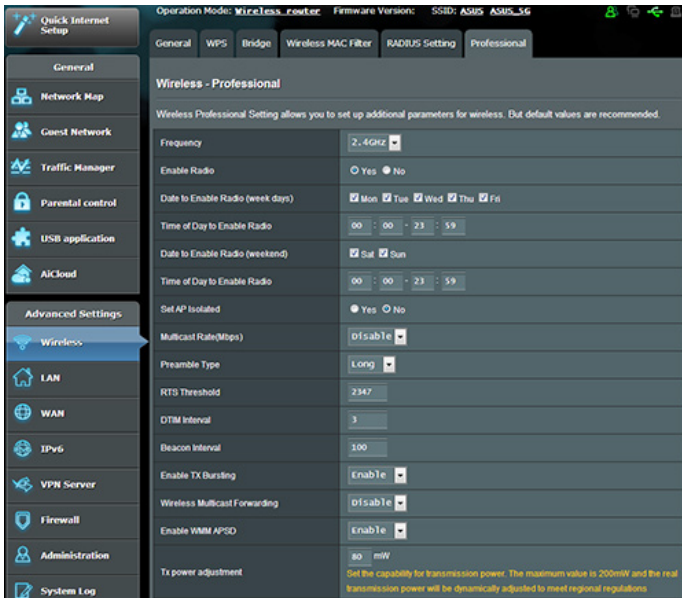 Quick Internet
Setup
General
Network Map
Guest Network
Traffic Manager
Parental control
USB application
AiCloud
Advanced Settings
Wireless
LAN
WAN
IPv6
VPN Server
Firewall
Administration
System Log
Operation Mode: Wireless router Firmware Version: SSID: ASUS ASUS_5G
General WPS Bridge Wireless MAC Filter RADIUS Setting Professional
Wireless - Professional
Wireless Professional Setting allows you to set up additional parameters for wireless. But default values are recommended.
Frequency 2.4GHz
Enable Radio Yes No
Date to Enable Radio (week days) Mon Tue Wed Thu Fri
Time of Day to Enable Radio 00 : 00 - 23 : 59
Date to Enable Radio (weekend) Sat Sun
Time of Day to Enable Radio 00 : 00 - 23 : 59
Set AP Isolated Yes No
Multicast Rate(Mbps) Disable
Preamble Type Long
RTS Threshold 2347
DTIM Interval 3
Beacon Interval 100
Enable TX Bursting Enable
Wireless Multicast Forwarding Disable
Enable WMM APSD Enable
Tx power adjustment 80 mW
Set the capability for transmission power. The maximum value is 200mW and the real
transmission power will be dynamically adjusted to meet regional regulations